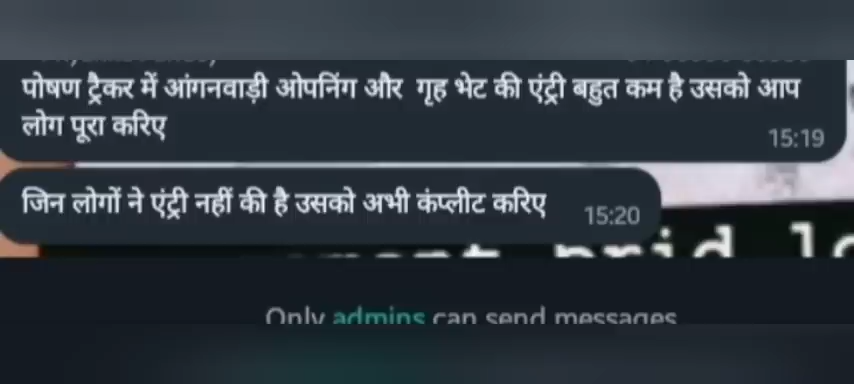 पोषण ट्रैकर में आंगनवाड़ी ओपनिंग और गृह भेट की एंट्री बहुत कम है उसको आप
लोग पूरा करिए
15:19
जिन लोगों ने एंट्री नहीं की है उसको अभी कंप्लीट करिए
15:20
Only admins can send messages